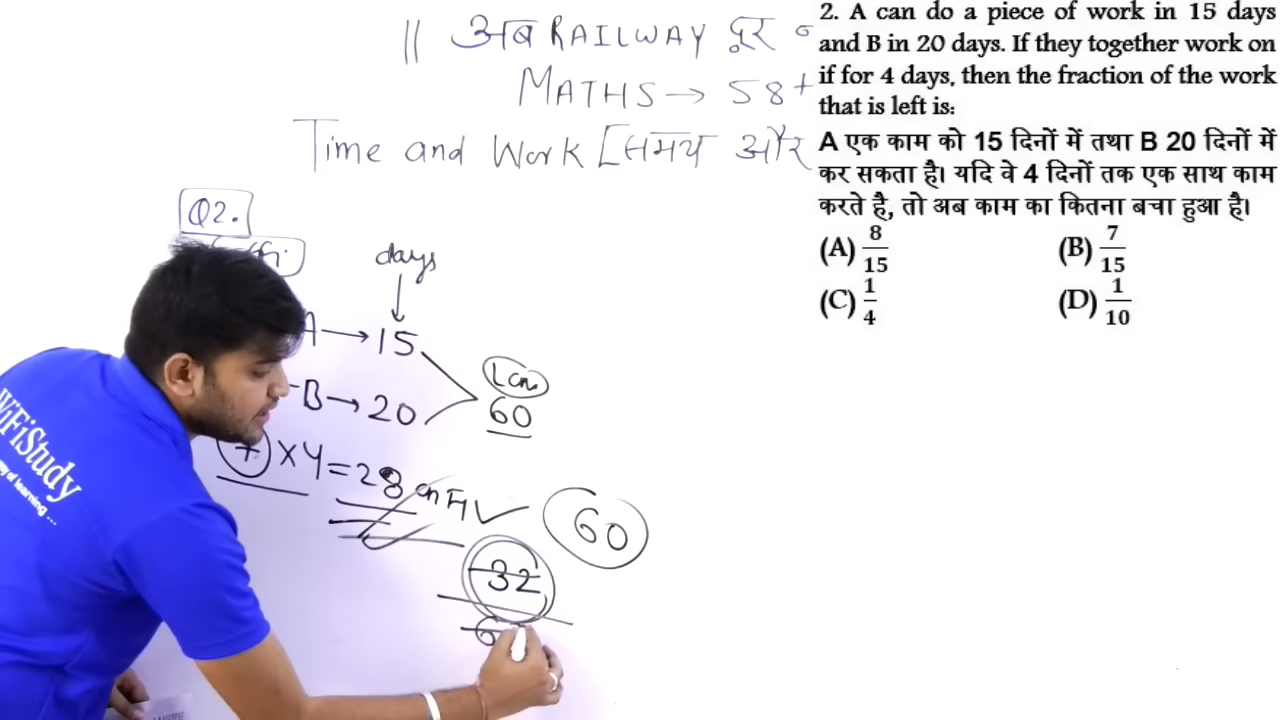 || अब RAILWAY दूर
MATHS → 58+
Time and Work [समय और
2. A can do a piece of work in 15 days
and B in 20 days. If they together work on
if for 4 days, then the fraction of the work
that is left is:
A एक काम को 15 दिनों में तथा B 20 दिनों में
कर सकता है। यदि वे 4 दिनों तक एक साथ काम
करते है, तो अब काम का कितना बचा हुआ है।
(A) 8/15
(B) 7/15
(C) 1/4
(D) 1/10
Q2.
days
A → 15
B → 20
Lcm
60
7 × 4 = 28
60
32
WiFiStudy
of learning ...